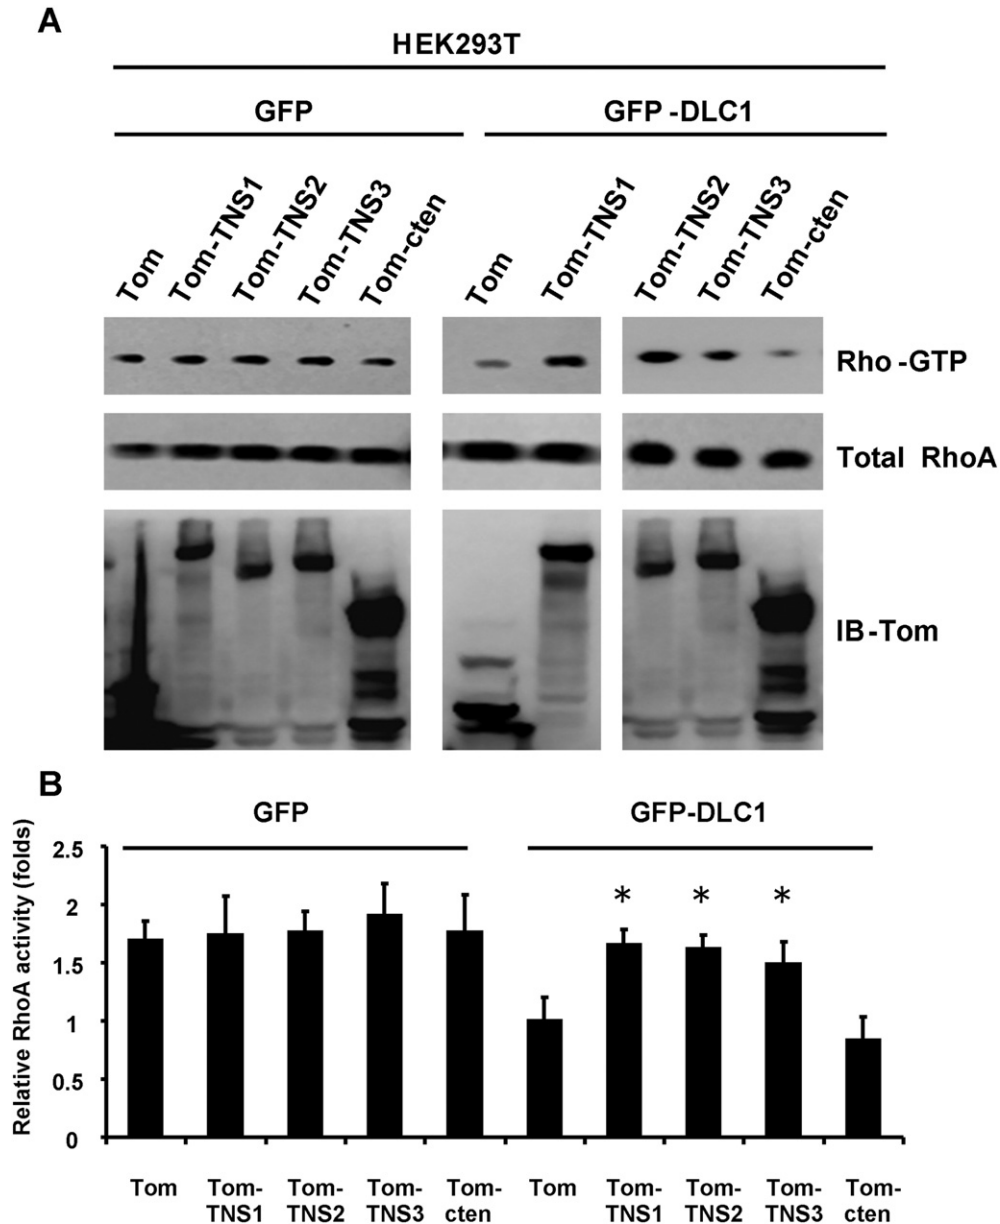 A
HEK293T
GFP GFP -DLC1
Tom Tom-TNS1 Tom-TNS2 Tom-TNS3 Tom-cten Tom Tom-TNS1 Tom-TNS2 Tom-TNS3 Tom-cten
Rho -GTP
Total RhoA
IB-Tom
B
GFP GFP-DLC1
Relative RhoA activity (folds)
2.5
2
1.5
1
0.5
0
* * *
Tom Tom- Tom- Tom- Tom- Tom Tom- Tom- Tom- Tom-
TNS1 TNS2 TNS3 cten TNS1 TNS2 TNS3 cten